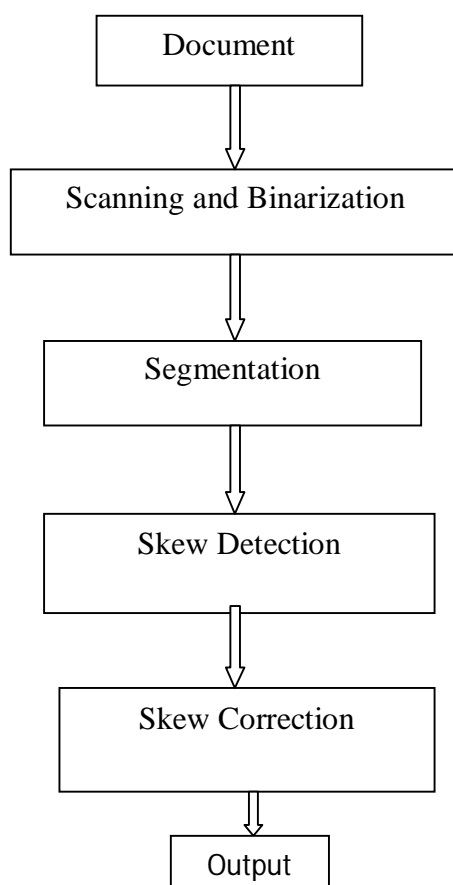 Document
Scanning and Binarization
Segmentation
Skew Detection
Skew Correction
Output